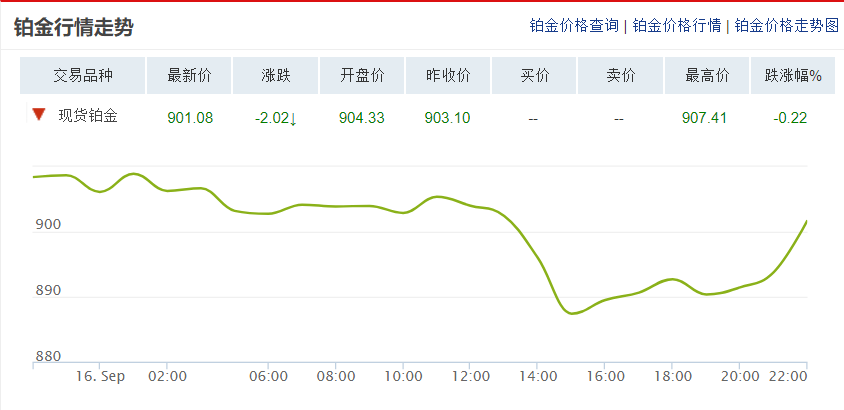 铂金行情走势 铂金价格查询 | 铂金价格行情 | 铂金价格走势图
交易品种 最新价 涨跌 开盘价 昨收价 买价 卖价 最高价 跌涨幅%
▼ 现货铂金 901.08 -2.02↓ 904.33 903.10 -- -- 907.41 -0.22
900
890
880
16. Sep 02:00 06:00 08:00 10:00 12:00 14:00 16:00 18:00 20:00 22:00